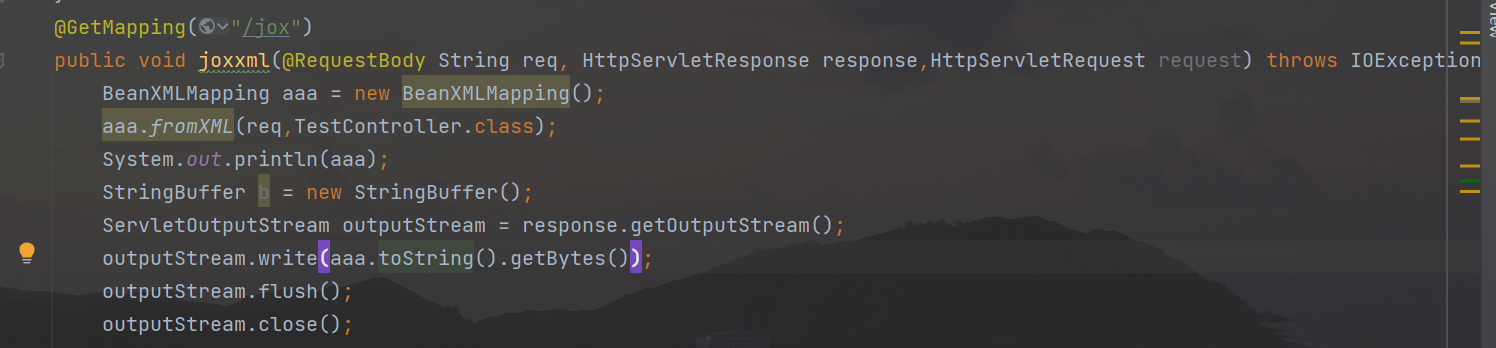 @GetMapping("/jox")
public void joxxml(@RequestBody String req, HttpServletResponse response,HttpServletRequest request) throws IOException
BeanXMLMapping aaa = new BeanXMLMapping();
aaa.fromXML(req,TestController.class);
System.out.println(aaa);
StringBuffer b = new StringBuffer();
ServletOutputStream outputStream = response.getOutputStream();
outputStream.write(aaa.toString().getBytes());
outputStream.flush();
outputStream.close();
View